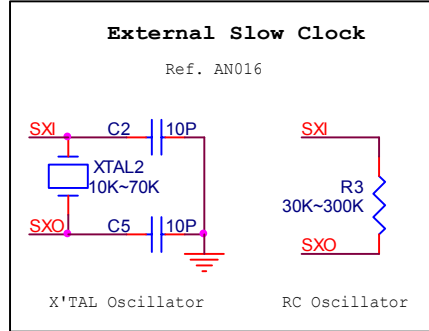 External Slow Clock
Ref. AN016
SXI C2 10P SXI
XTAL2
10K~70K R3
30K~300K
SXO C5 10P SXO
X'TAL Oscillator RC Oscillator